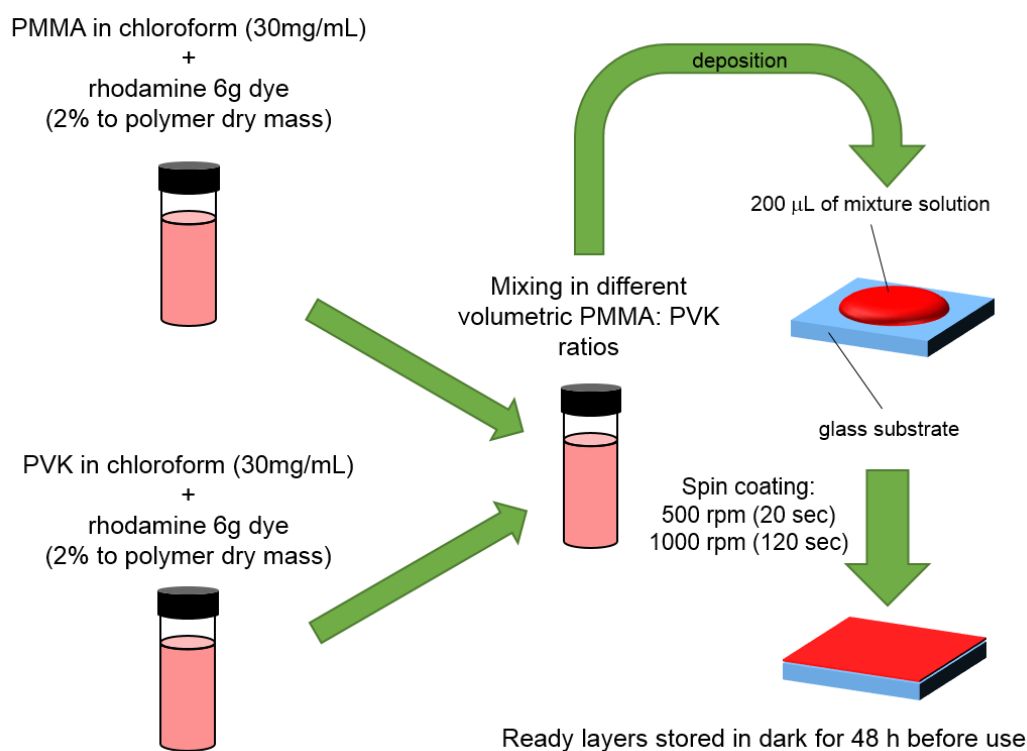 PMMA in chloroform (30mg/mL)
+
rhodamine 6g dye
(2% to polymer dry mass)
PVK in chloroform (30mg/mL)
+
rhodamine 6g dye
(2% to polymer dry mass)
Mixing in different
volumetric PMMA: PVK
ratios
deposition
200 μL of mixture solution
glass substrate
Spin coating:
500 rpm (20 sec)
1000 rpm (120 sec)
Ready layers stored in dark for 48 h before use